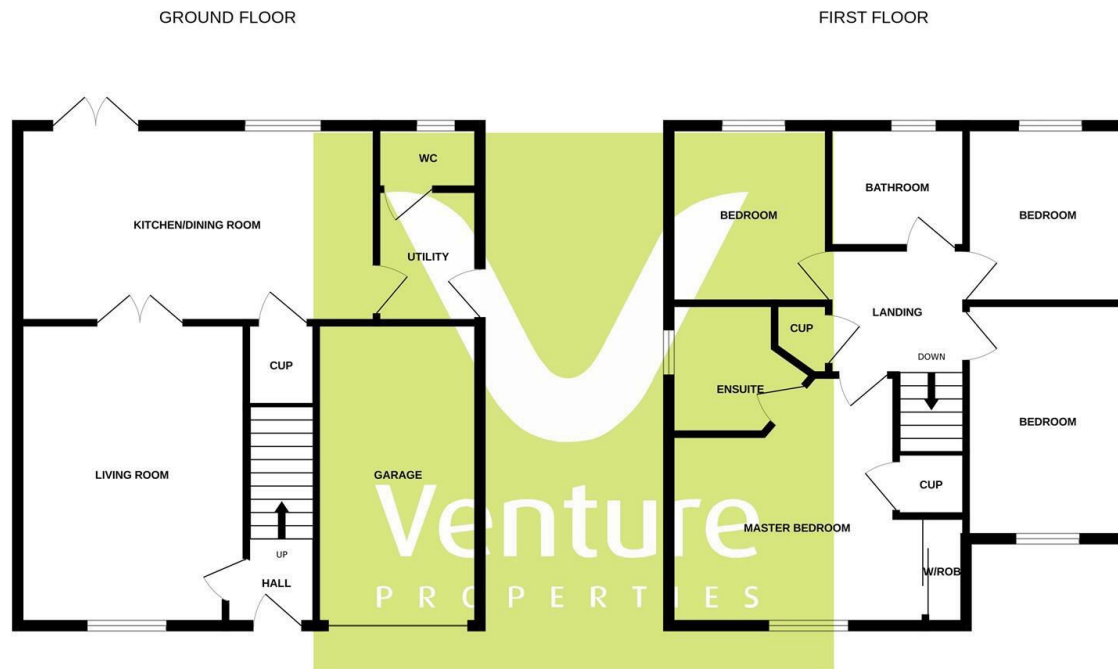 GROUND FLOOR
FIRST FLOOR
WC
KITCHEN/DINING ROOM
UTILITY
CUP
LIVING ROOM
GARAGE
UP
HALL
BEDROOM
BATHROOM
BEDROOM
LANDING
CUP
DOWN
ENSUITE
BEDROOM
CUP
MASTER BEDROOM
W/ROB
Venture
PROPERTIES